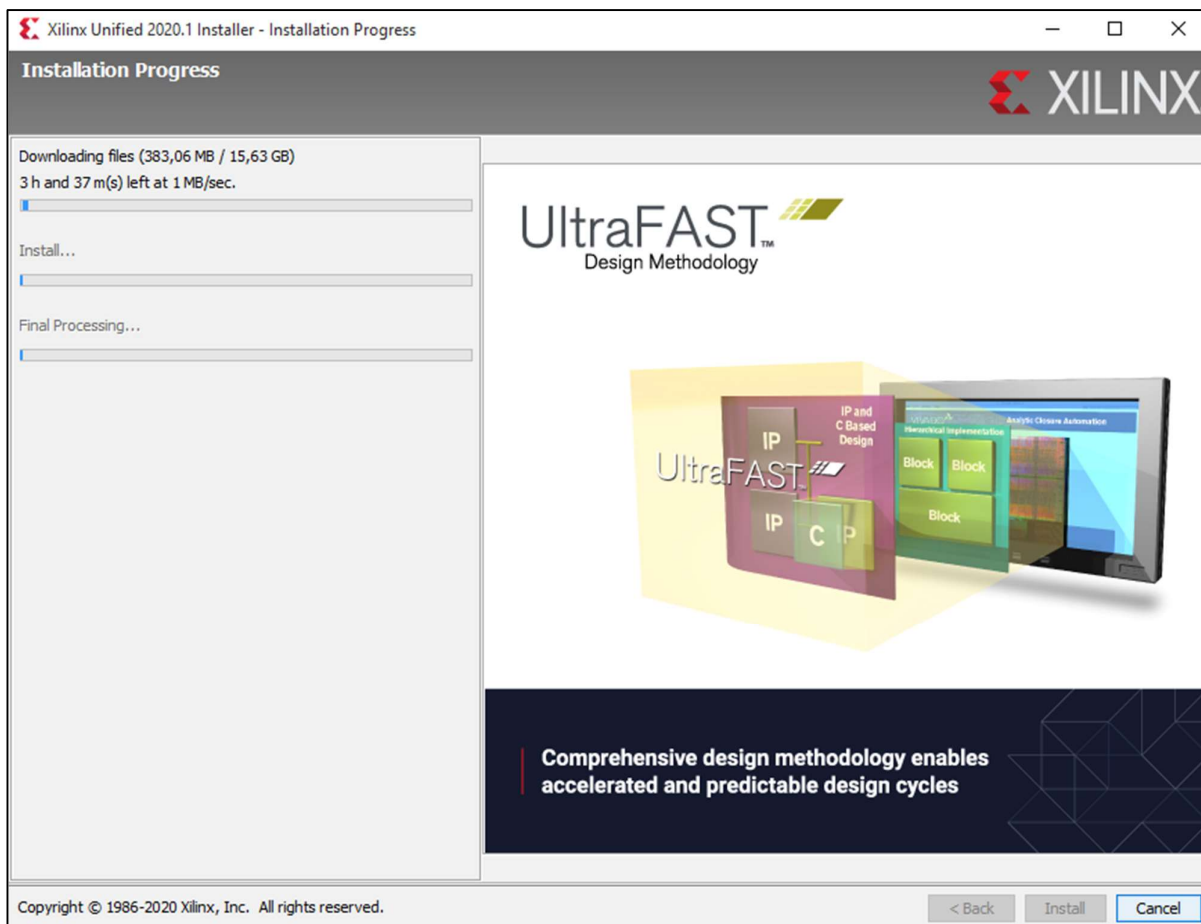 Xilinx Unified 2020.1 Installer - Installation Progress
Installation Progress
XILINX
Downloading files (383,06 MB / 15,63 GB)
3 h and 37 m(s) left at 1 MB/sec.
Install...
Final Processing...
UltraFAST™
Design Methodology
IP and
C Based
Design
IP
UltraFAST
IP
C
IP
Analytic Closure Automation
Hierarchical Implementation
Block Block
Block
Comprehensive design methodology enables
accelerated and predictable design cycles
Copyright © 1986-2020 Xilinx, Inc. All rights reserved.
< Back
Install
Cancel